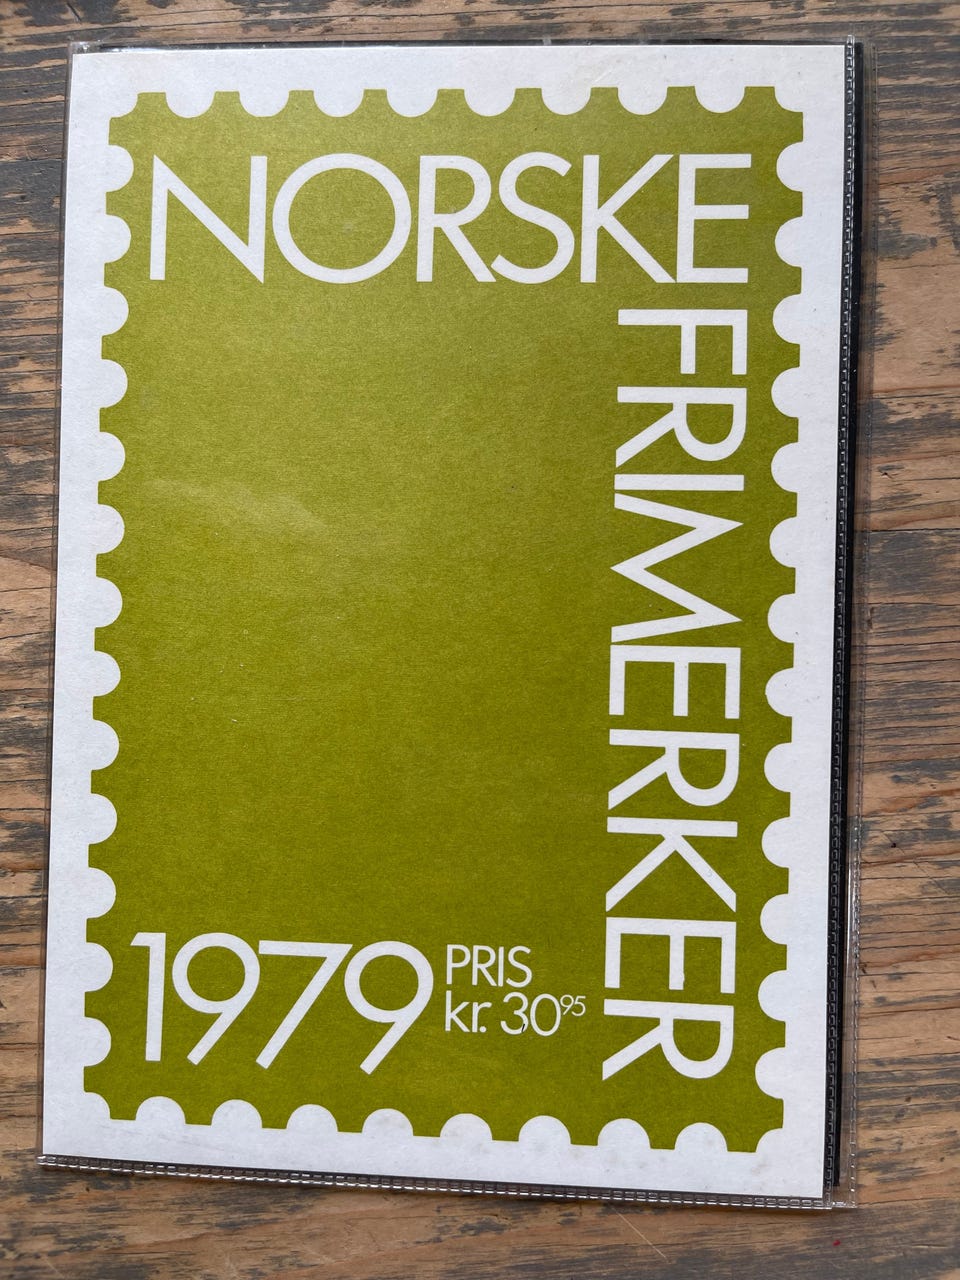 NORSKE
FRIMERKER
1979
PRIS
kr. 30⁹⁵